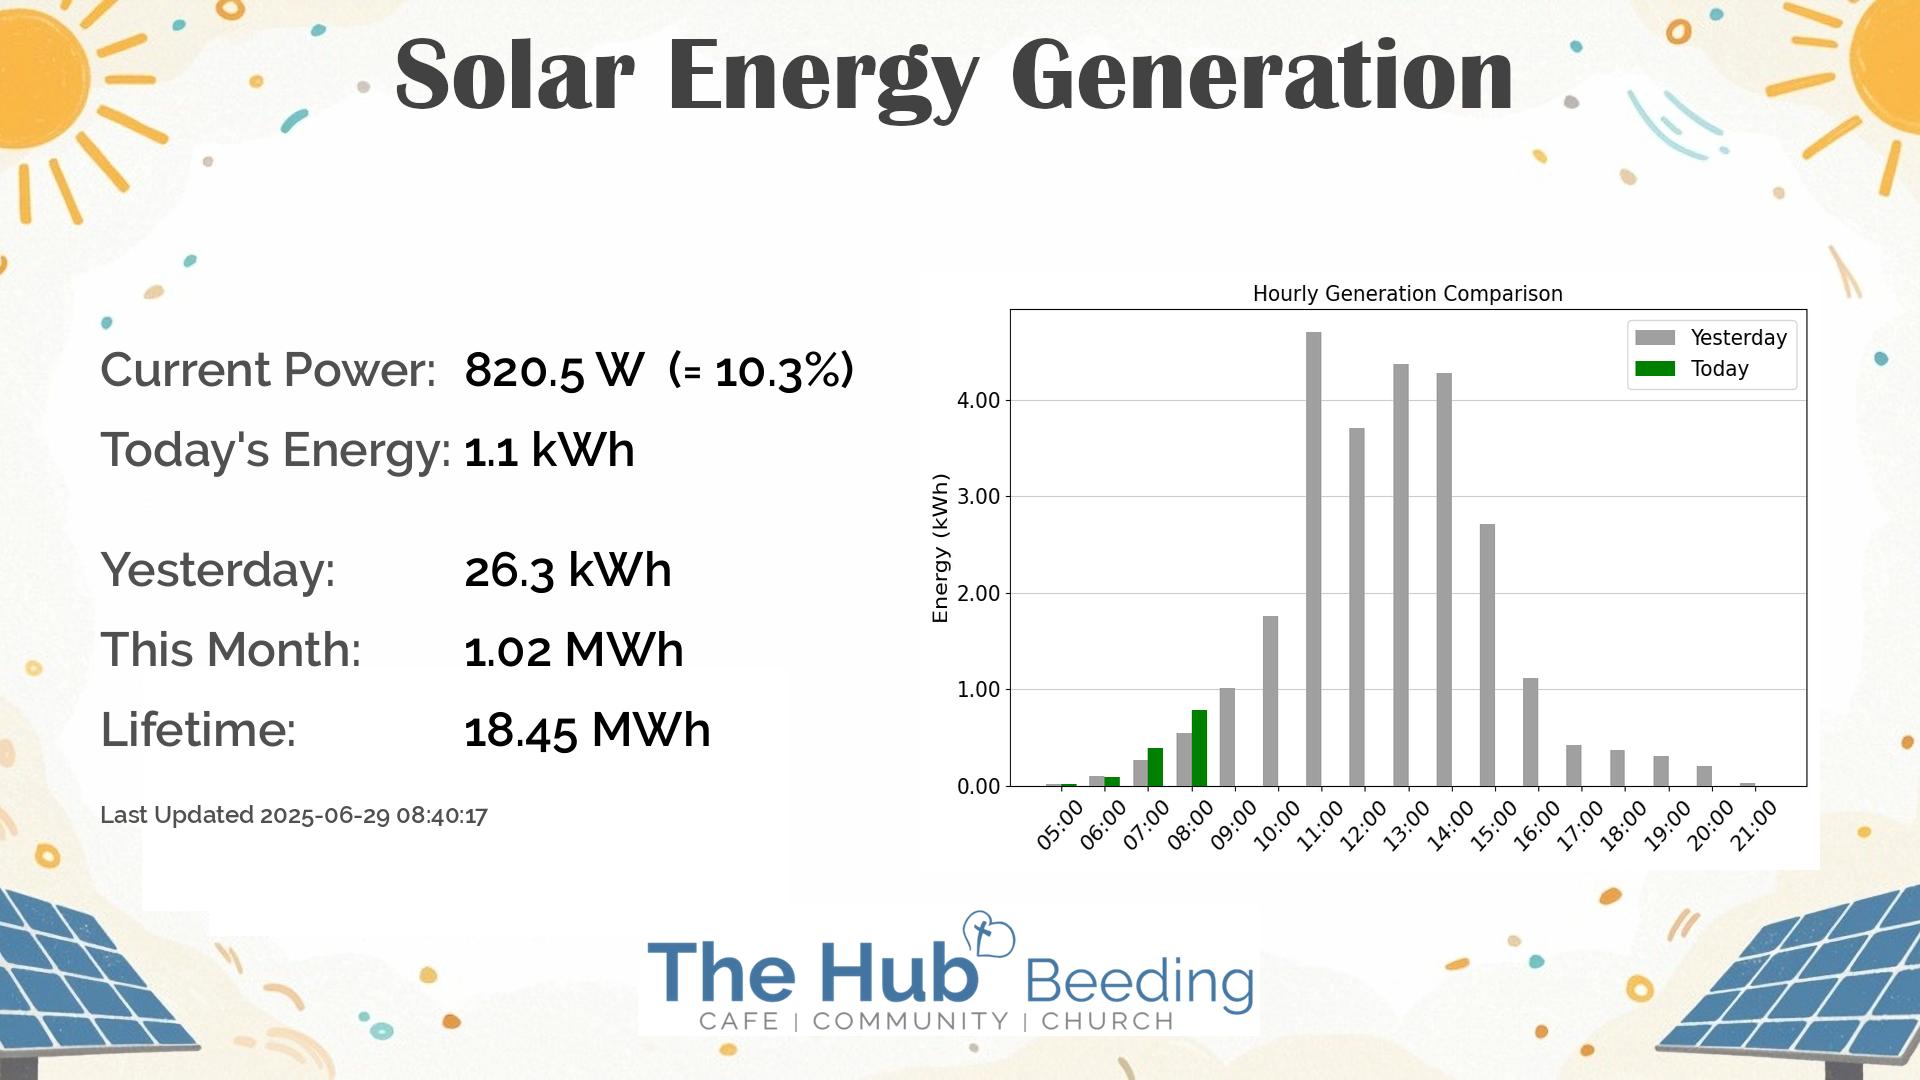 Solar Energy Generation
Current Power: 820.5 W (= 10.3%)
Today's Energy: 1.1 kWh
Yesterday: 26.3 kWh
This Month: 1.02 MWh
Lifetime: 18.45 MWh
Last Updated 2025-06-29 08:40:17
Hourly Generation Comparison
Yesterday
Today
Energy (kWh)
4.00
3.00
2.00
1.00
0.00
05:00 06:00 07:00 08:00 09:00 10:00 11:00 12:00 13:00 14:00 15:00 16:00 17:00 18:00 19:00 20:00 21:00
The Hub Beeding
CAFE | COMMUNITY | CHURCH